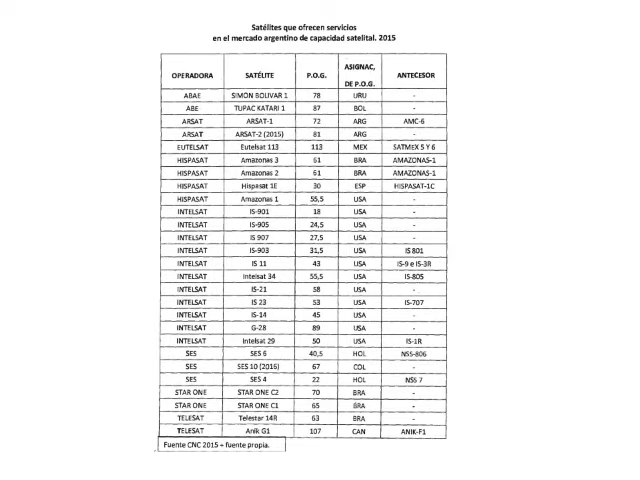 Satélites que ofrecen servicios
en el mercado argentino de capacidad satelital. 2015
OPERADORA SATÉLITE P.O.G. ASIGNAC, DE P.O.G. ANTECESOR
ABAE SIMON BOLIVAR 1 78 URU -
ABE TUPAC KATARI 1 87 BOL -
ARSAT ARSAT-1 72 ARG AMC-6
ARSAT ARSAT-2 (2015) 81 ARG -
EUTELSAT Eutelsat 113 113 MEX SATMEX 5 Y 6
HISPASAT Amazonas 3 61 BRA AMAZONAS-1
HISPASAT Amazonas 2 61 BRA AMAZONAS-1
HISPASAT Hispasat 1E 30 ESP HISPASAT-1C
HISPASAT Amazonas 1 55,5 USA -
INTELSAT IS-901 18 USA -
INTELSAT IS-905 24,5 USA -
INTELSAT IS 907 27,5 USA -
INTELSAT IS-903 31,5 USA IS 801
INTELSAT IS 11 43 USA IS-9 e IS-3R
INTELSAT Intelsat 34 55,5 USA IS-805
INTELSAT IS-21 58 USA -
INTELSAT IS 23 53 USA IS-707
INTELSAT IS-14 45 USA -
INTELSAT G-28 89 USA -
INTELSAT Intelsat 29 50 USA IS-1R
SES SES 6 40,5 HOL NSS-806
SES SES 10 (2016) 67 COL -
SES SES 4 22 HOL NSS 7
STAR ONE STAR ONE C2 70 BRA -
STAR ONE STAR ONE C1 65 BRA -
TELESAT Telestar 14R 63 BRA -
TELESAT Anik G1 107 CAN ANIK-F1
Fuente CNC 2015 + fuente propia.